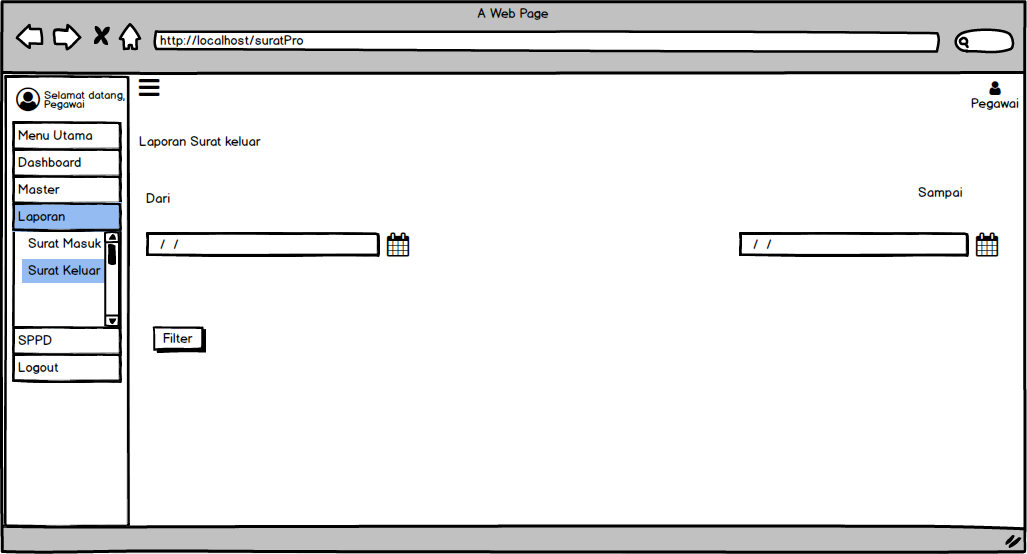 A Web Page
http://localhost/suratPro
Selamat datang,
Pegawai
Pegawai
Menu Utama
Dashboard
Master
Laporan
Surat Masuk
Surat Keluar
SPPD
Logout
Laporan Surat keluar
Dari
Sampai
/ /
/ /
Filter